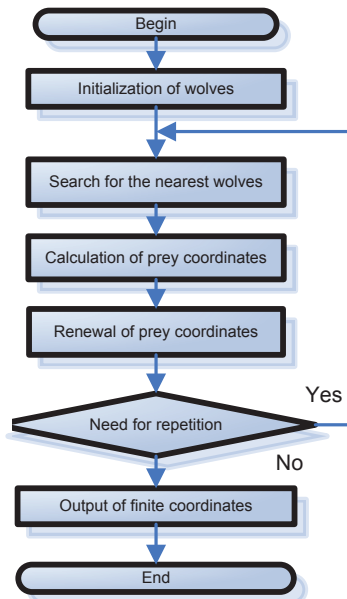 Begin
Initialization of wolves
Search for the nearest wolves
Calculation of prey coordinates
Renewal of prey coordinates
Yes
Need for repetition
No
Output of finite coordinates
End